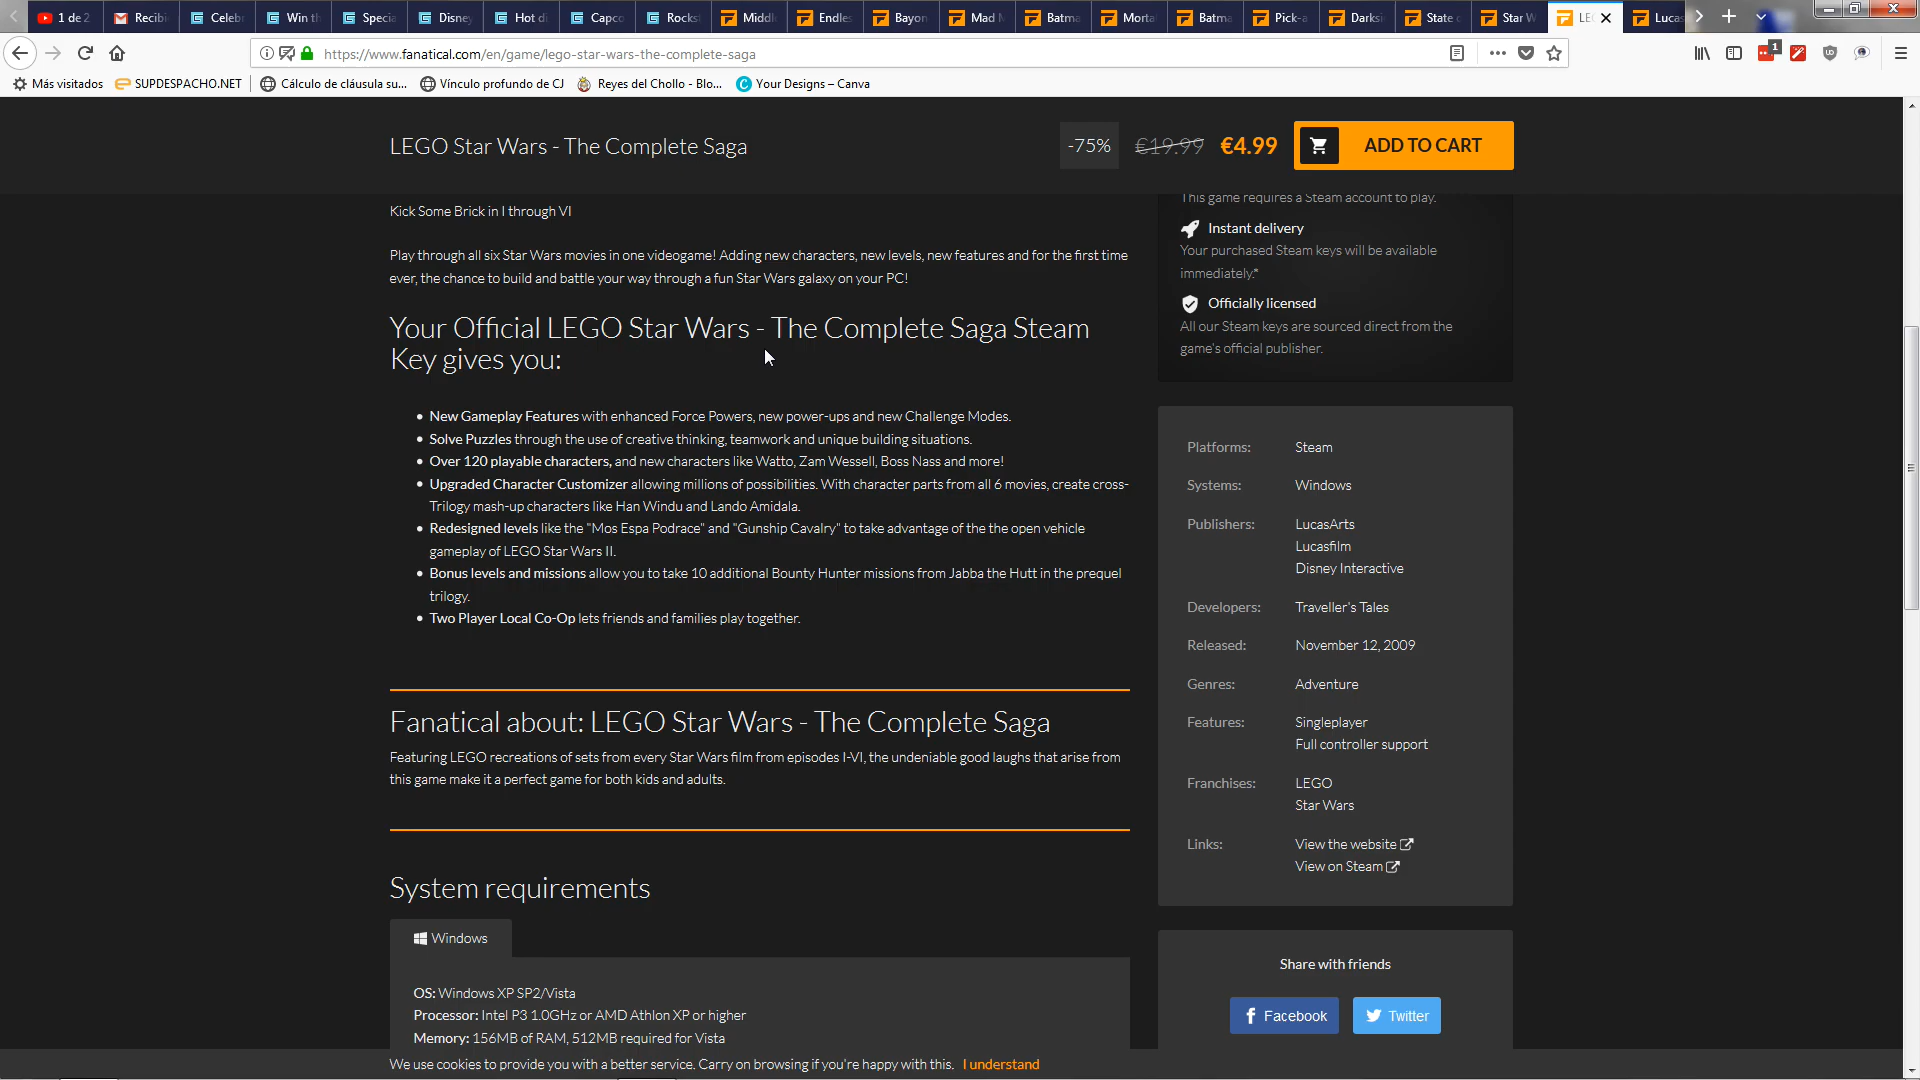 1 de 2
Recibi
Celebr
Win th
Specia
Disney
Hot di
Capco
Rockst
Middl
Endles
Bayon
Mad M
Batma
Morta
Batma
Pick-a
Darksi
State o
Star W
LE
Lucas
https://www.fanatical.com/en/game/lego-star-wars-the-complete-saga
1
Más visitados
SUPDESPACHO.NET
Cálculo de cláusula su...
Vínculo profundo de CJ
Reyes del Chollo - Blo...
Your Designs – Canva
LEGO Star Wars - The Complete Saga
-75%
€19.99
€4.99
ADD TO CART
Kick Some Brick in I through VI
Play through all six Star Wars movies in one videogame! Adding new characters, new levels, new features and for the first time
ever, the chance to build and battle your way through a fun Star Wars galaxy on your PC!
Your Official LEGO Star Wars - The Complete Saga Steam
Key gives you:
• New Gameplay Features with enhanced Force Powers, new power-ups and new Challenge Modes.
• Solve Puzzles through the use of creative thinking, teamwork and unique building situations.
• Over 120 playable characters, and new characters like Watto, Zam Wessell, Boss Nass and more!
• Upgraded Character Customizer allowing millions of possibilities. With character parts from all 6 movies, create cross-
Trilogy mash-up characters like Han Windu and Lando Amidala.
• Redesigned levels like the "Mos Espa Podrace" and "Gunship Cavalry" to take advantage of the the open vehicle
gameplay of LEGO Star Wars II.
• Bonus levels and missions allow you to take 10 additional Bounty Hunter missions from Jabba the Hutt in the prequel
trilogy.
• Two Player Local Co-Op lets friends and families play together.
Fanatical about: LEGO Star Wars - The Complete Saga
Featuring LEGO recreations of sets from every Star Wars film from episodes I-VI, the undeniable good laughs that arise from
this game make it a perfect game for both kids and adults.
System requirements
Windows
OS: Windows XP SP2/Vista
Processor: Intel P3 1.0GHz or AMD Athlon XP or higher
Memory: 156MB of RAM, 512MB required for Vista
This game requires a Steam account to play.
Instant delivery
Your purchased Steam keys will be available
immediately.*
Officially licensed
All our Steam keys are sourced direct from the
game's official publisher.
Platforms: Steam
Systems: Windows
Publishers: LucasArts
Lucasfilm
Disney Interactive
Developers: Traveller's Tales
Released: November 12, 2009
Genres: Adventure
Features: Singleplayer
Full controller support
Franchises: LEGO
Star Wars
Links: View the website
View on Steam
Share with friends
Facebook
Twitter
We use cookies to provide you with a better service. Carry on browsing if you're happy with this. I understand